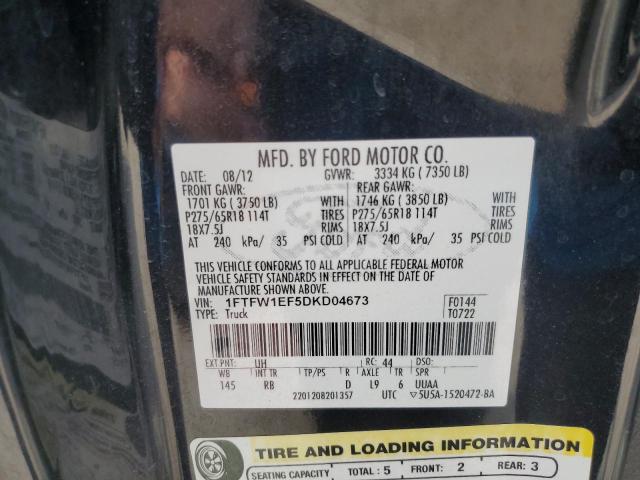 MFD. BY FORD MOTOR CO.
DATE: 08/12 GVWR: 3334 KG ( 7350 LB)
FRONT GAWR: REAR GAWR:
1701 KG ( 3750 LB) WITH 1746 KG ( 3850 LB) WITH
P275/65R18 114T TIRES P275/65R18 114T TIRES
18X7.5J RIMS 18X7.5J RIMS
AT 240 kPa/ 35 PSI COLD AT 240 kPa/ 35 PSI COLD
THIS VEHICLE CONFORMS TO ALL APPLICABLE FEDERAL MOTOR
VEHICLE SAFETY STANDARDS IN EFFECT ON THE DATE OF
MANUFACTURE SHOWN ABOVE.
VIN: 1FTFW1EF5DKD04673 F0144
TYPE: Truck T0722
EXT PNT: UH RC: 44 DSO:
WB INT TR TP/PS R AXLE TR SPR
145 RB D L9 6 UUAA
2201208201357 UTC ▽5U5A-1520472-BA
TIRE AND LOADING INFORMATION
SEATING CAPACITY TOTAL : 5 FRONT: 2 REAR: 3